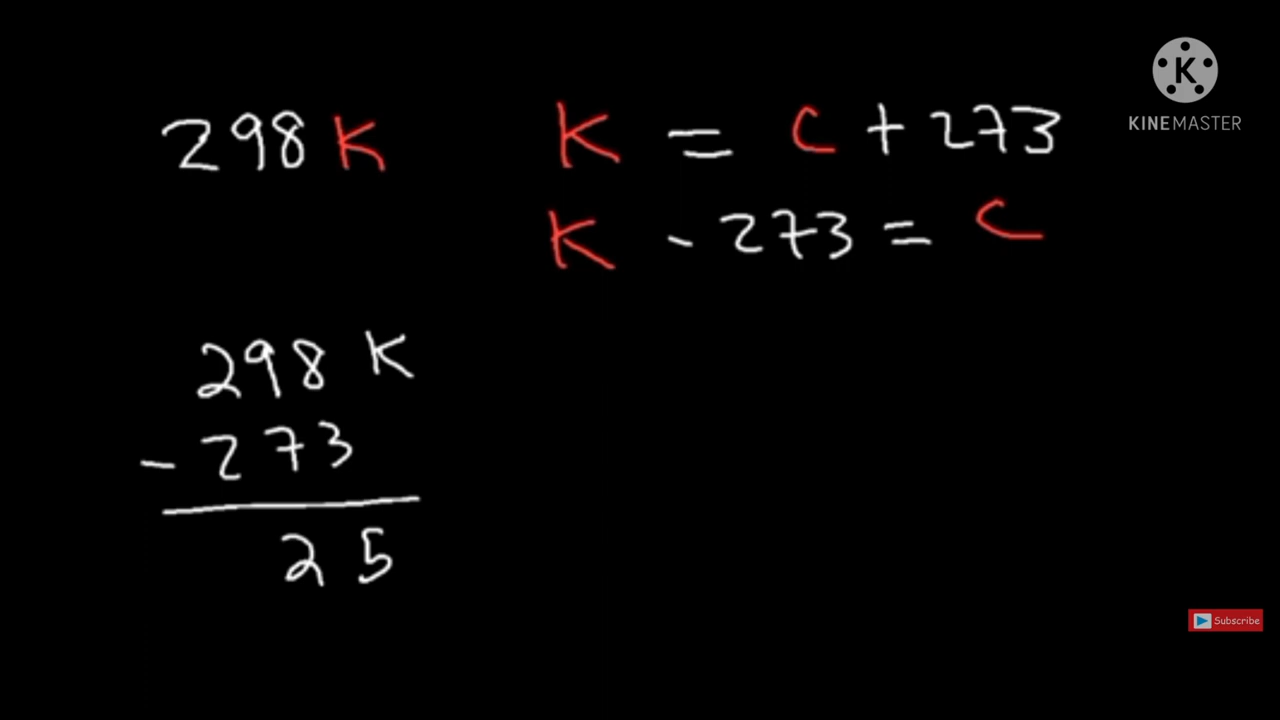 298 K K = C + 273
K - 273 = C
298 K
- 273
25
K
KINEMASTER
Subscribe